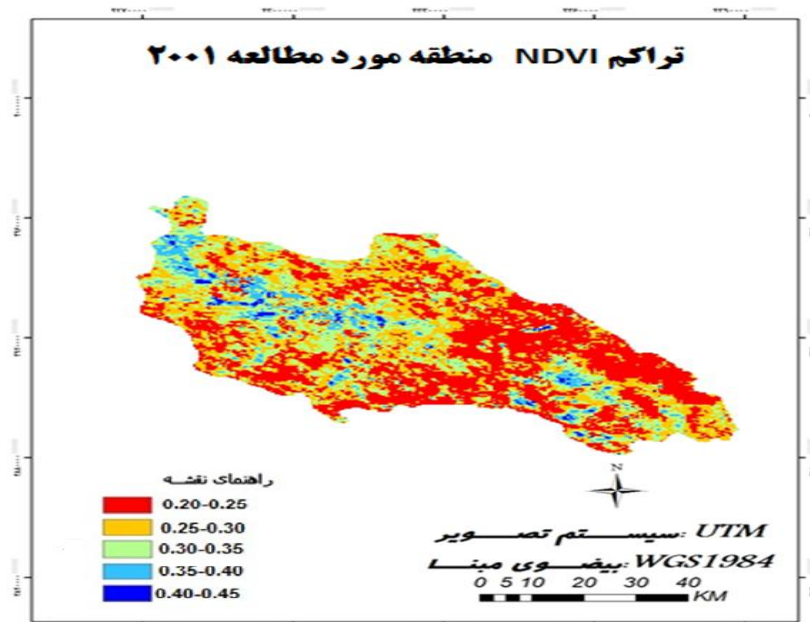 تراکم NDVI منطقه مورد مطالعه ۲۰۰۱
راهنمای نقشه
0.20-0.25
0.25-0.30
0.30-0.35
0.35-0.40
0.40-0.45
N
سیستم تصویر: UTM
بیضوی مبنا: WGS1984
0 5 10 20 30 40
KM